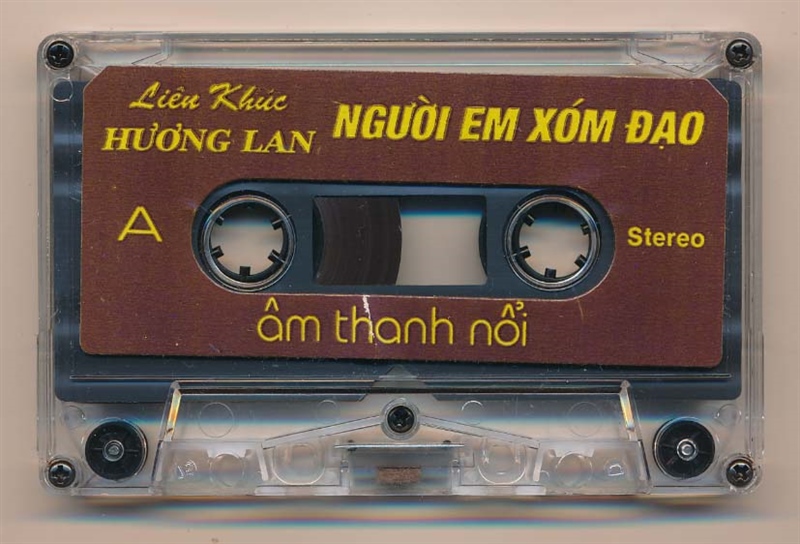 Liên Khúc
HƯƠNG LAN
NGƯỜI EM XÓM ĐẠO
A
Stereo
âm thanh nổi